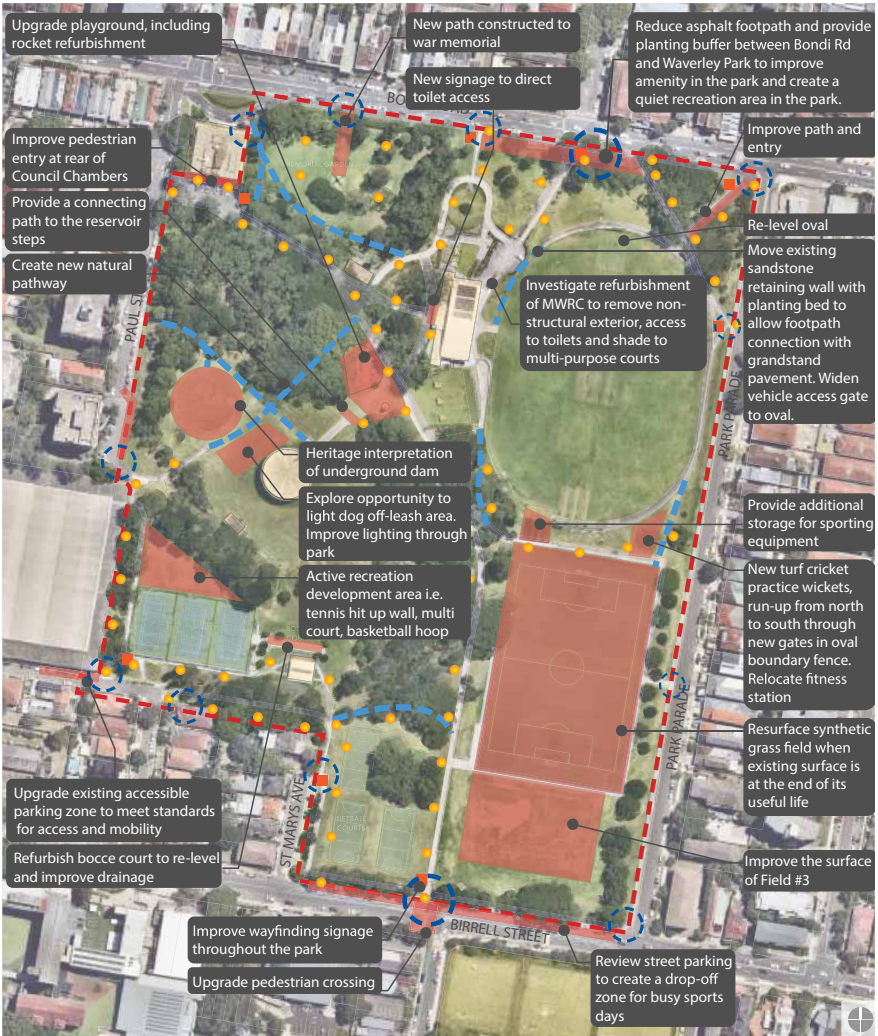 Upgrade playground, including
rocket refurbishment
New path constructed to
war memorial
New signage to direct
toilet access
Reduce asphalt footpath and provide
planting buffer between Bondi Rd
and Waverley Park to improve
amenity in the park and create a
quiet recreation area in the park.
Improve path and
entry
Improve pedestrian
entry at rear of
Council Chambers
Provide a connecting
path to the reservoir
steps
Create new natural
pathway
Re-level oval
Move existing
sandstone
retaining wall with
planting bed to
allow footpath
connection with
grandstand
pavement. Widen
vehicle access gate
to oval.
Investigate refurbishment
of MWRC to remove non-
structural exterior, access
to toilets and shade to
multi-purpose courts
PARK PARADE
Heritage interpretation
of underground dam
Explore opportunity to
light dog off-leash area.
Improve lighting through
park
Active recreation
development area i.e.
tennis hit up wall, multi
court, basketball hoop
Provide additional
storage for sporting
equipment
New turf cricket
practice wickets,
run-up from north
to south through
new gates in oval
boundary fence.
Relocate fitness
station
PARK PARADE
Resurface synthetic
grass field when
existing surface is
at the end of its
useful life
Upgrade existing accessible
parking zone to meet standards
for access and mobility
Refurbish bocce court to re-level
and improve drainage
ST MARYS AVE
NETBALL
COURTS
Improve the surface
of Field #3
Improve wayfinding signage
throughout the park
Upgrade pedestrian crossing
BIRRELL STREET
Review street parking
to create a drop-off
zone for busy sports
days